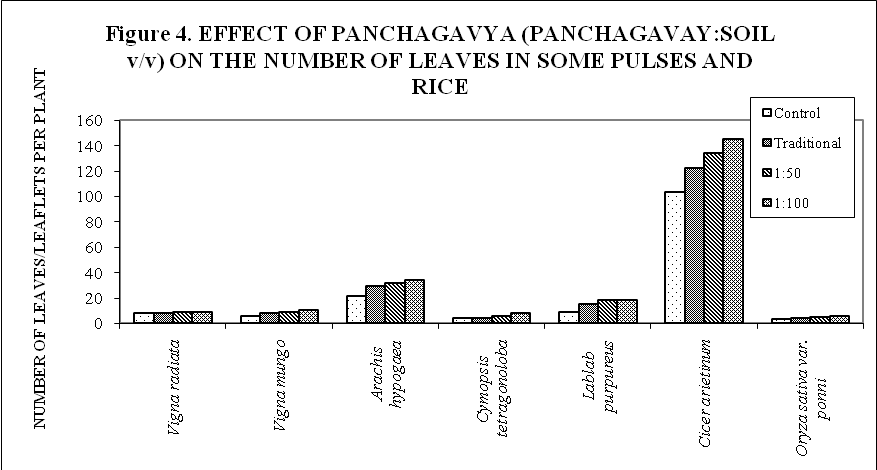 Figure 4. EFFECT OF PANCHAGAVYA (PANCHAGAVAY:SOIL
v/v) ON THE NUMBER OF LEAVES IN SOME PULSES AND
RICE
NUMBER OF LEAVES/LEAFLETS PER PLANT
160
140
120
100
80
60
40
20
0
Control
Traditional
1:50
1:100
Vigna radiata
Vigna mungo
Arachis
hypogaea
Cymopsis
tetragonoloba
Lablab
purpureus
Cicer arietinum
Oryza sativa var.
ponni